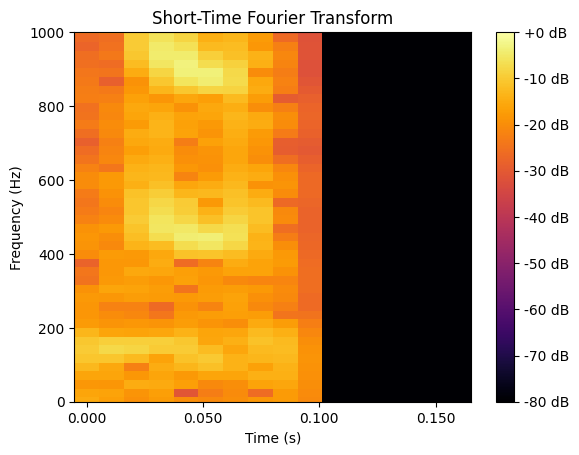 Short-Time Fourier Transform
1000
800
600
400
200
0
Frequency (Hz)
0.000
0.050
0.100
0.150
Time (s)
+0 dB
-10 dB
-20 dB
-30 dB
-40 dB
-50 dB
-60 dB
-70 dB
-80 dB